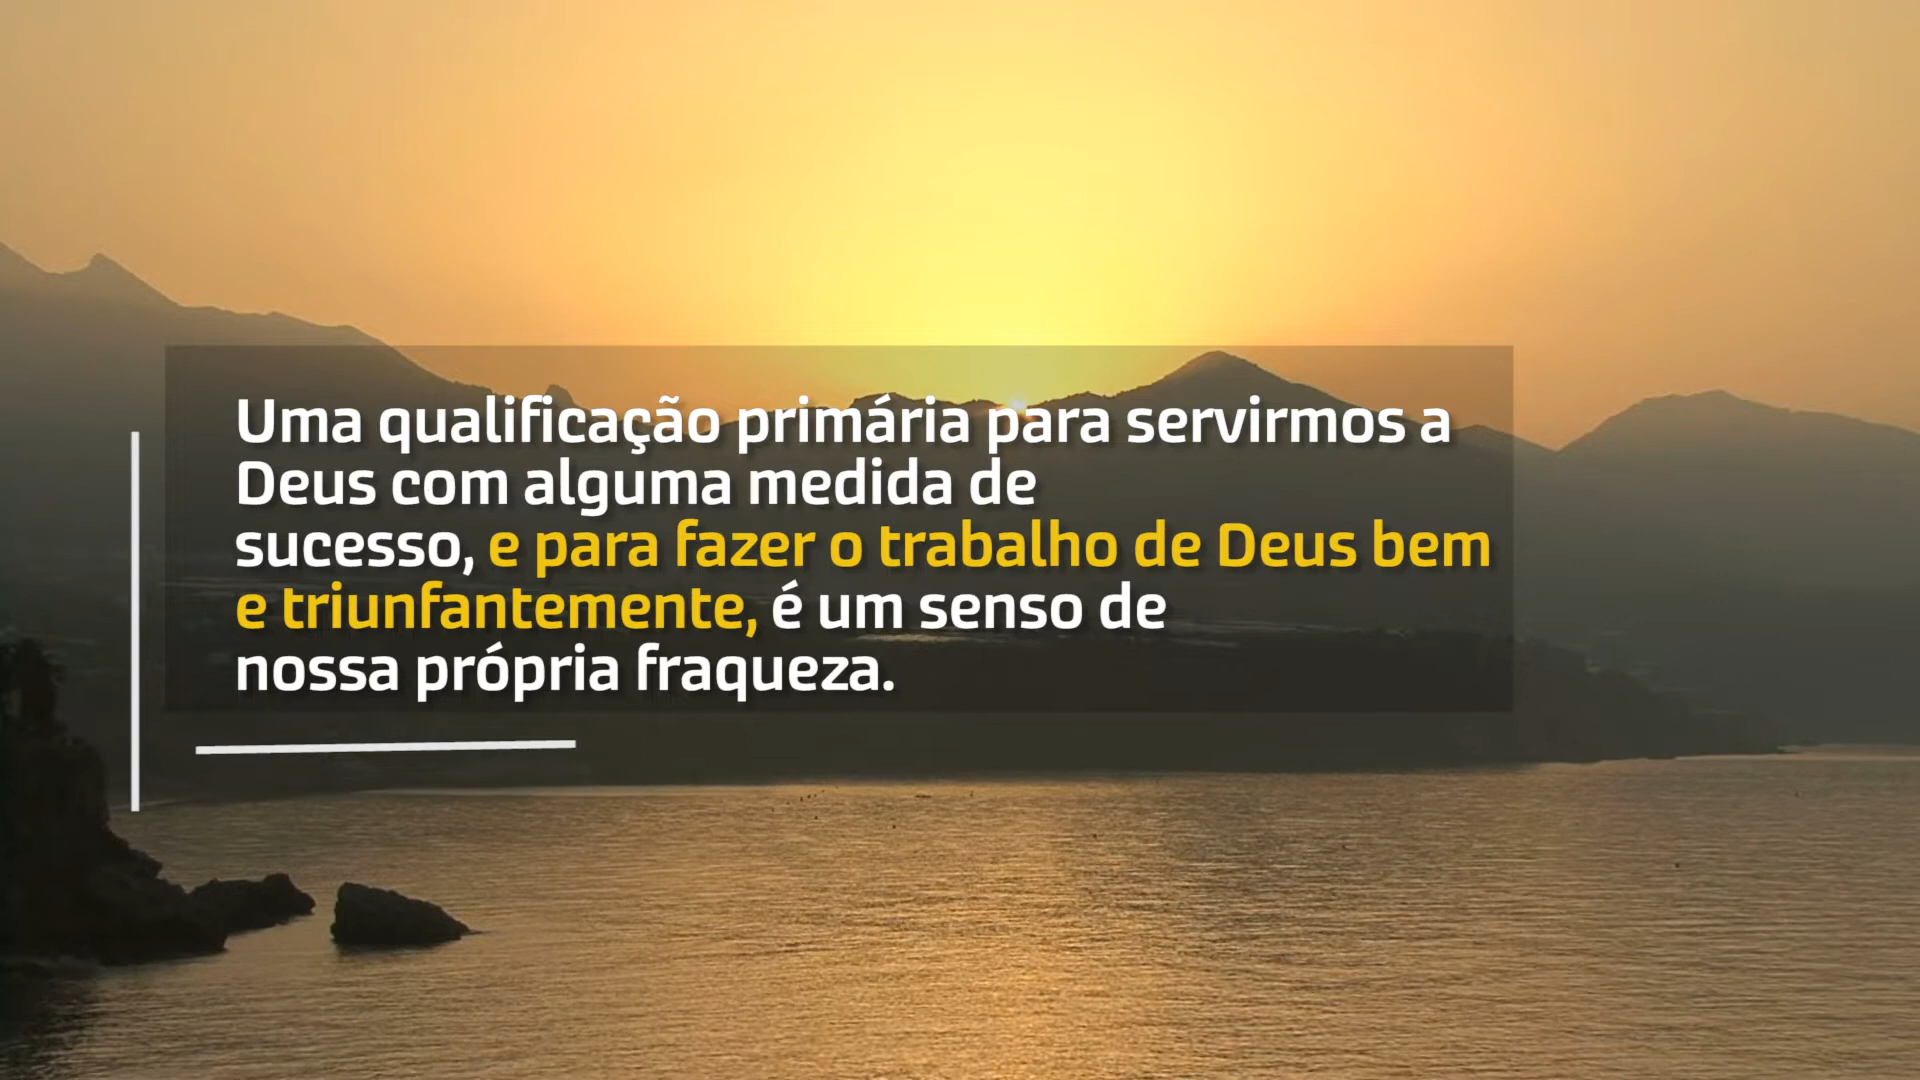 Uma qualificação primária para servirmos a
Deus com alguma medida de
sucesso, e para fazer o trabalho de Deus bem
e triunfantemente, é um senso de
nossa própria fraqueza.